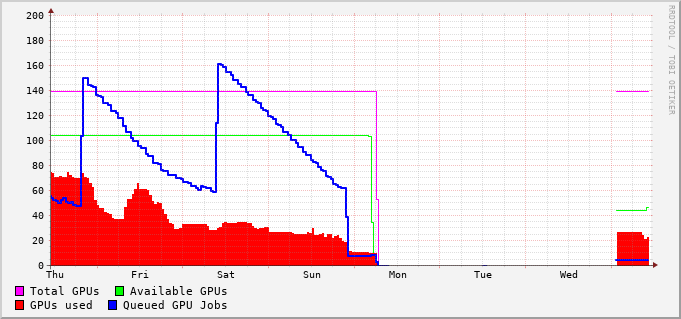 200
180
160
140
120
100
80
60
40
20
0
Thu Fri Sat Sun Mon Tue Wed
RRDTOOL / TOBI OETIKER
Total GPUs Available GPUs
GPUs used Queued GPU Jobs